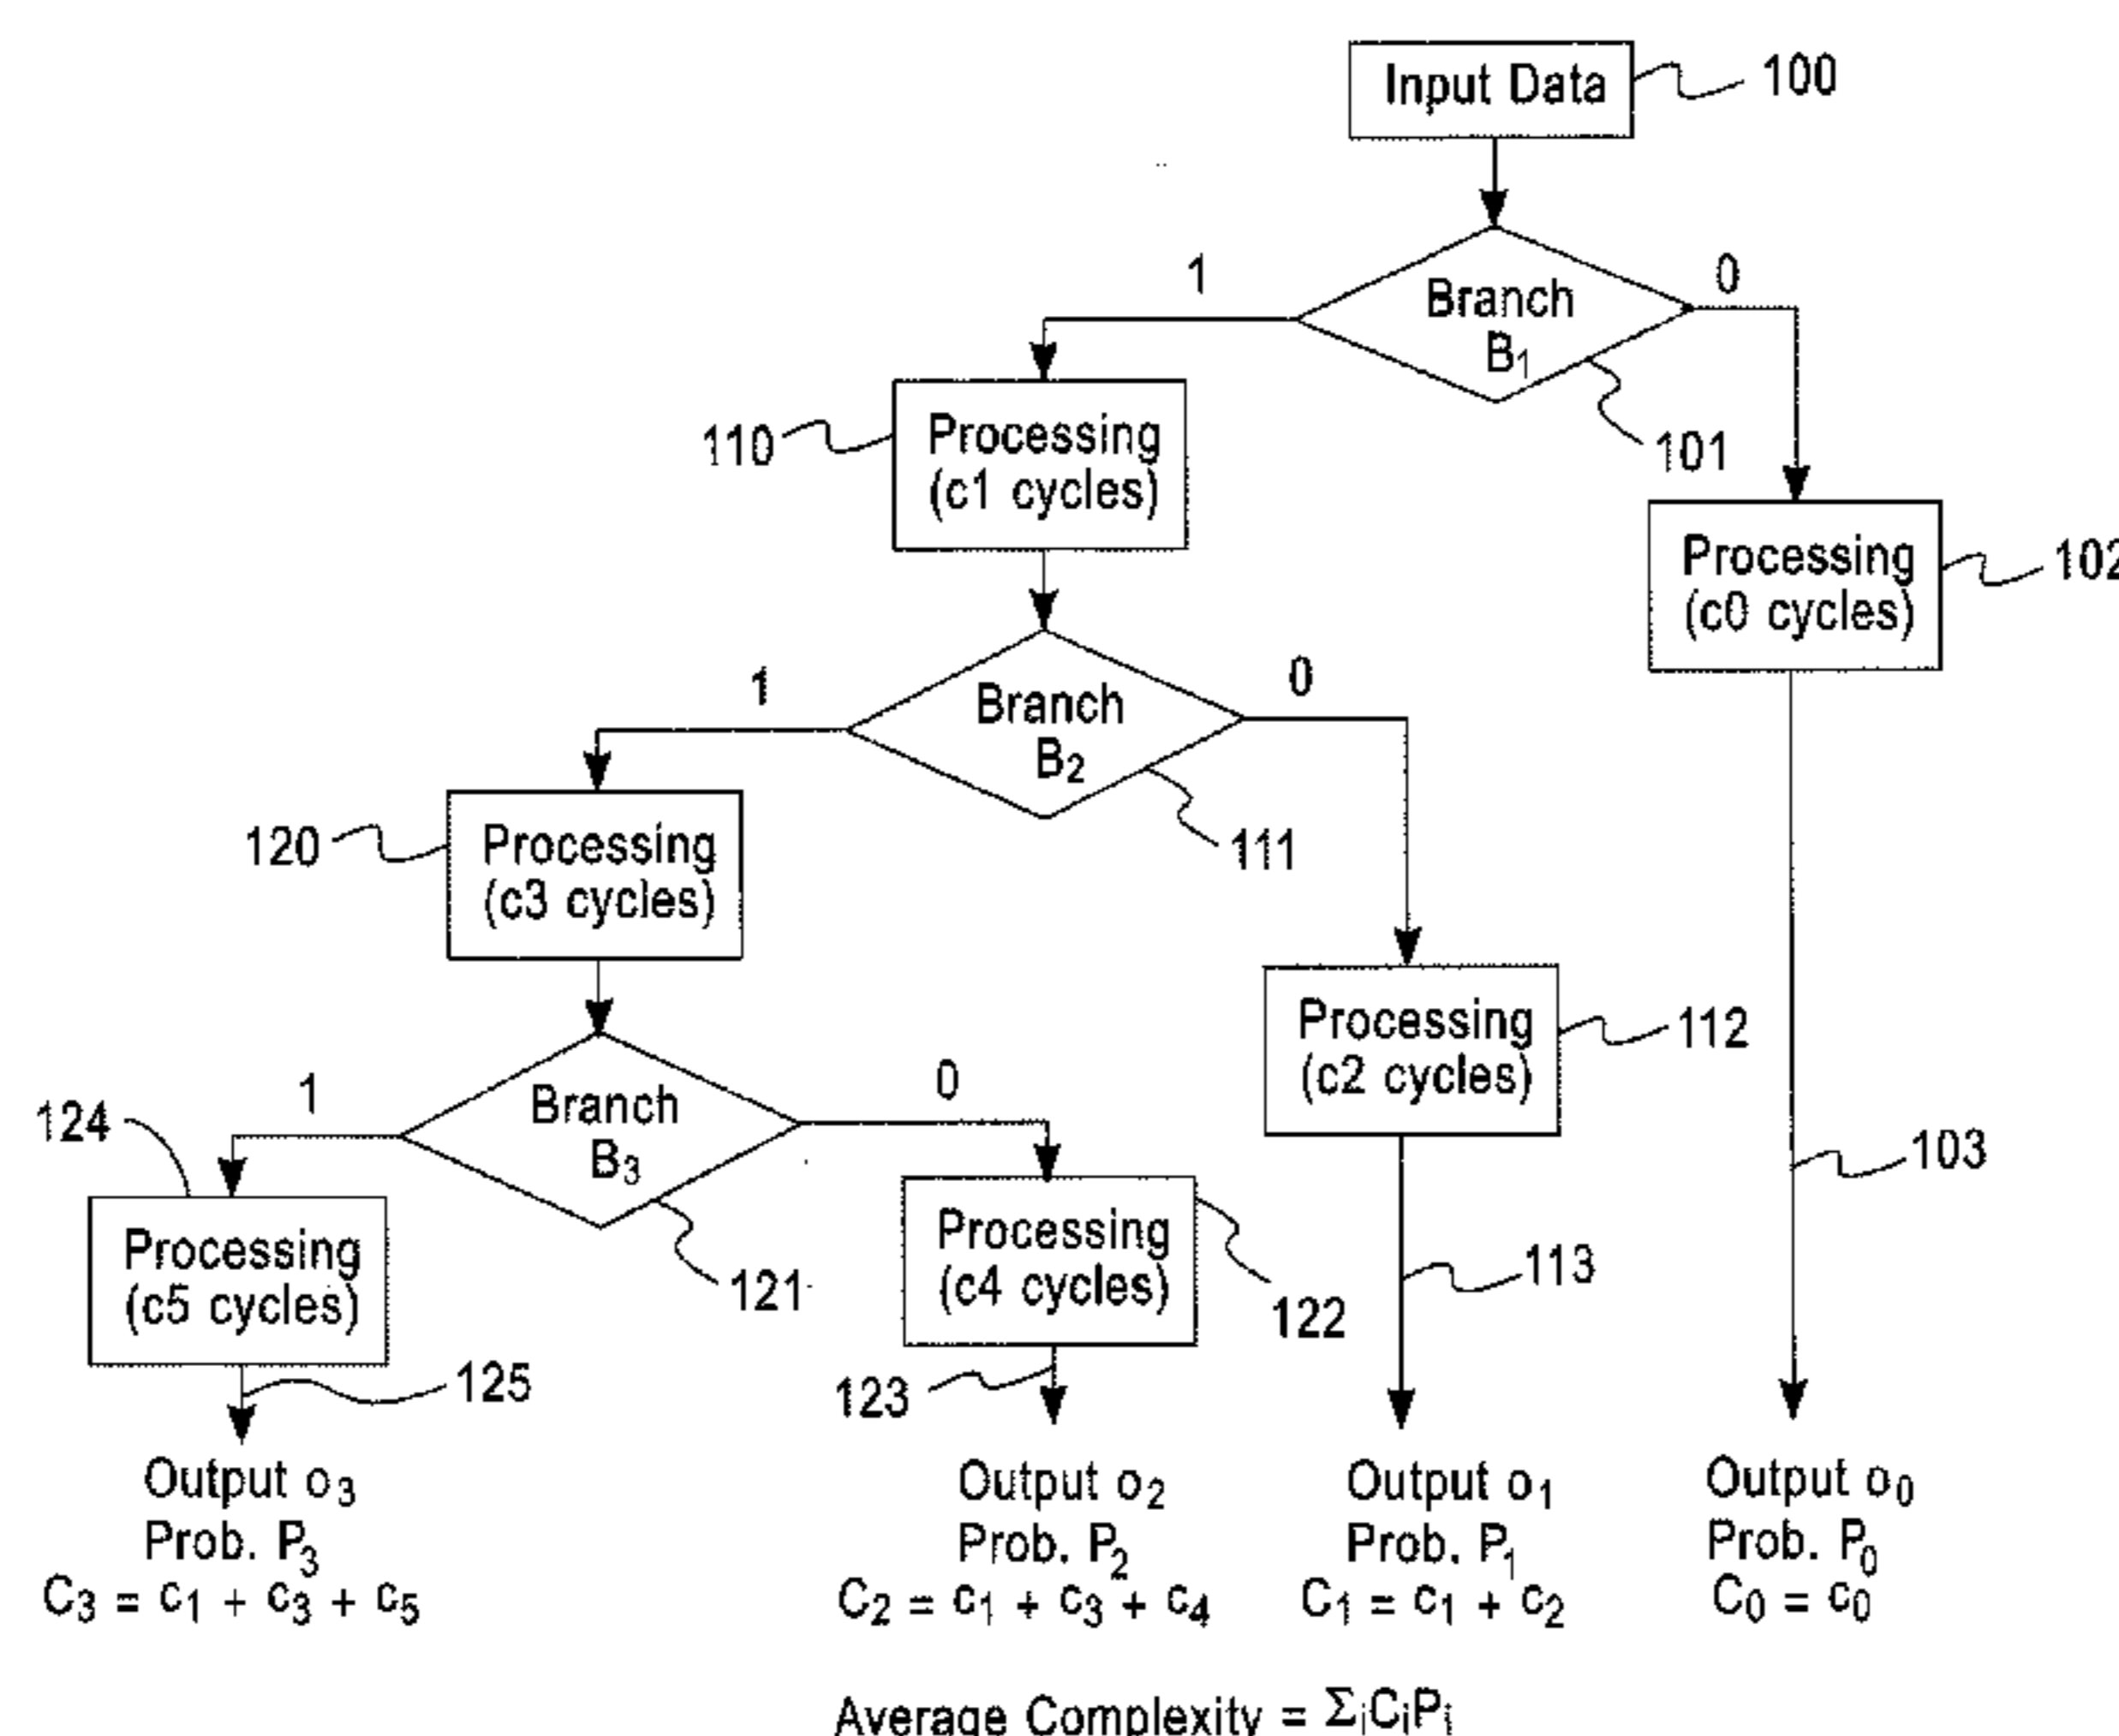 Input Data
100
1
0
Branch
B1
101
110
Processing
(c1 cycles)
Processing
(c0 cycles)
102
1
0
Branch
B2
111
120
Processing
(c3 cycles)
Processing
(c2 cycles)
112
1
0
Branch
B3
121
124
Processing
(c5 cycles)
Processing
(c4 cycles)
122
103
113
125
123
Output o3
Prob. P3
C3 = c1 + c3 + c5
Output o2
Prob. P2
C2 = c1 + c3 + c4
Output o1
Prob. P1
C1 = c1 + c2
Output o0
Prob. P0
C0 = c0
Average Complexity = ΣiCiPi